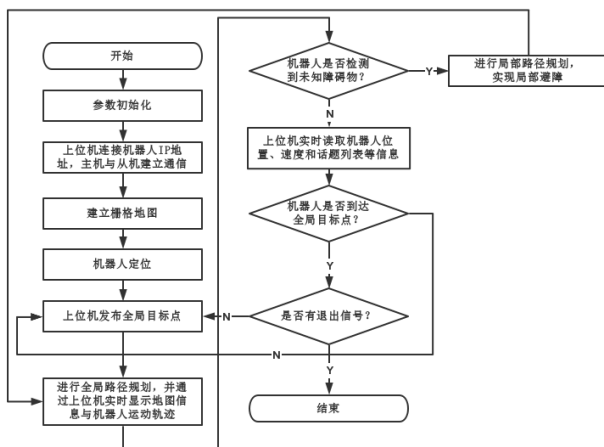 开始
参数初始化
上位机连接机器人IP地
址，主机与从机建立通信
建立栅格地图
机器人定位
上位机发布全局目标点
进行全局路径规划，并通
过上位机实时显示地图信
息与机器人运动轨迹
机器人是否检测
到未知障碍物？
Y
进行局部路径规划，
实现局部避障
N
上位机实时读取机器人位
置、速度和话题列表等信息
机器人是否到达
全局目标点？
Y
N
是否有退出信号？
N
Y
结束